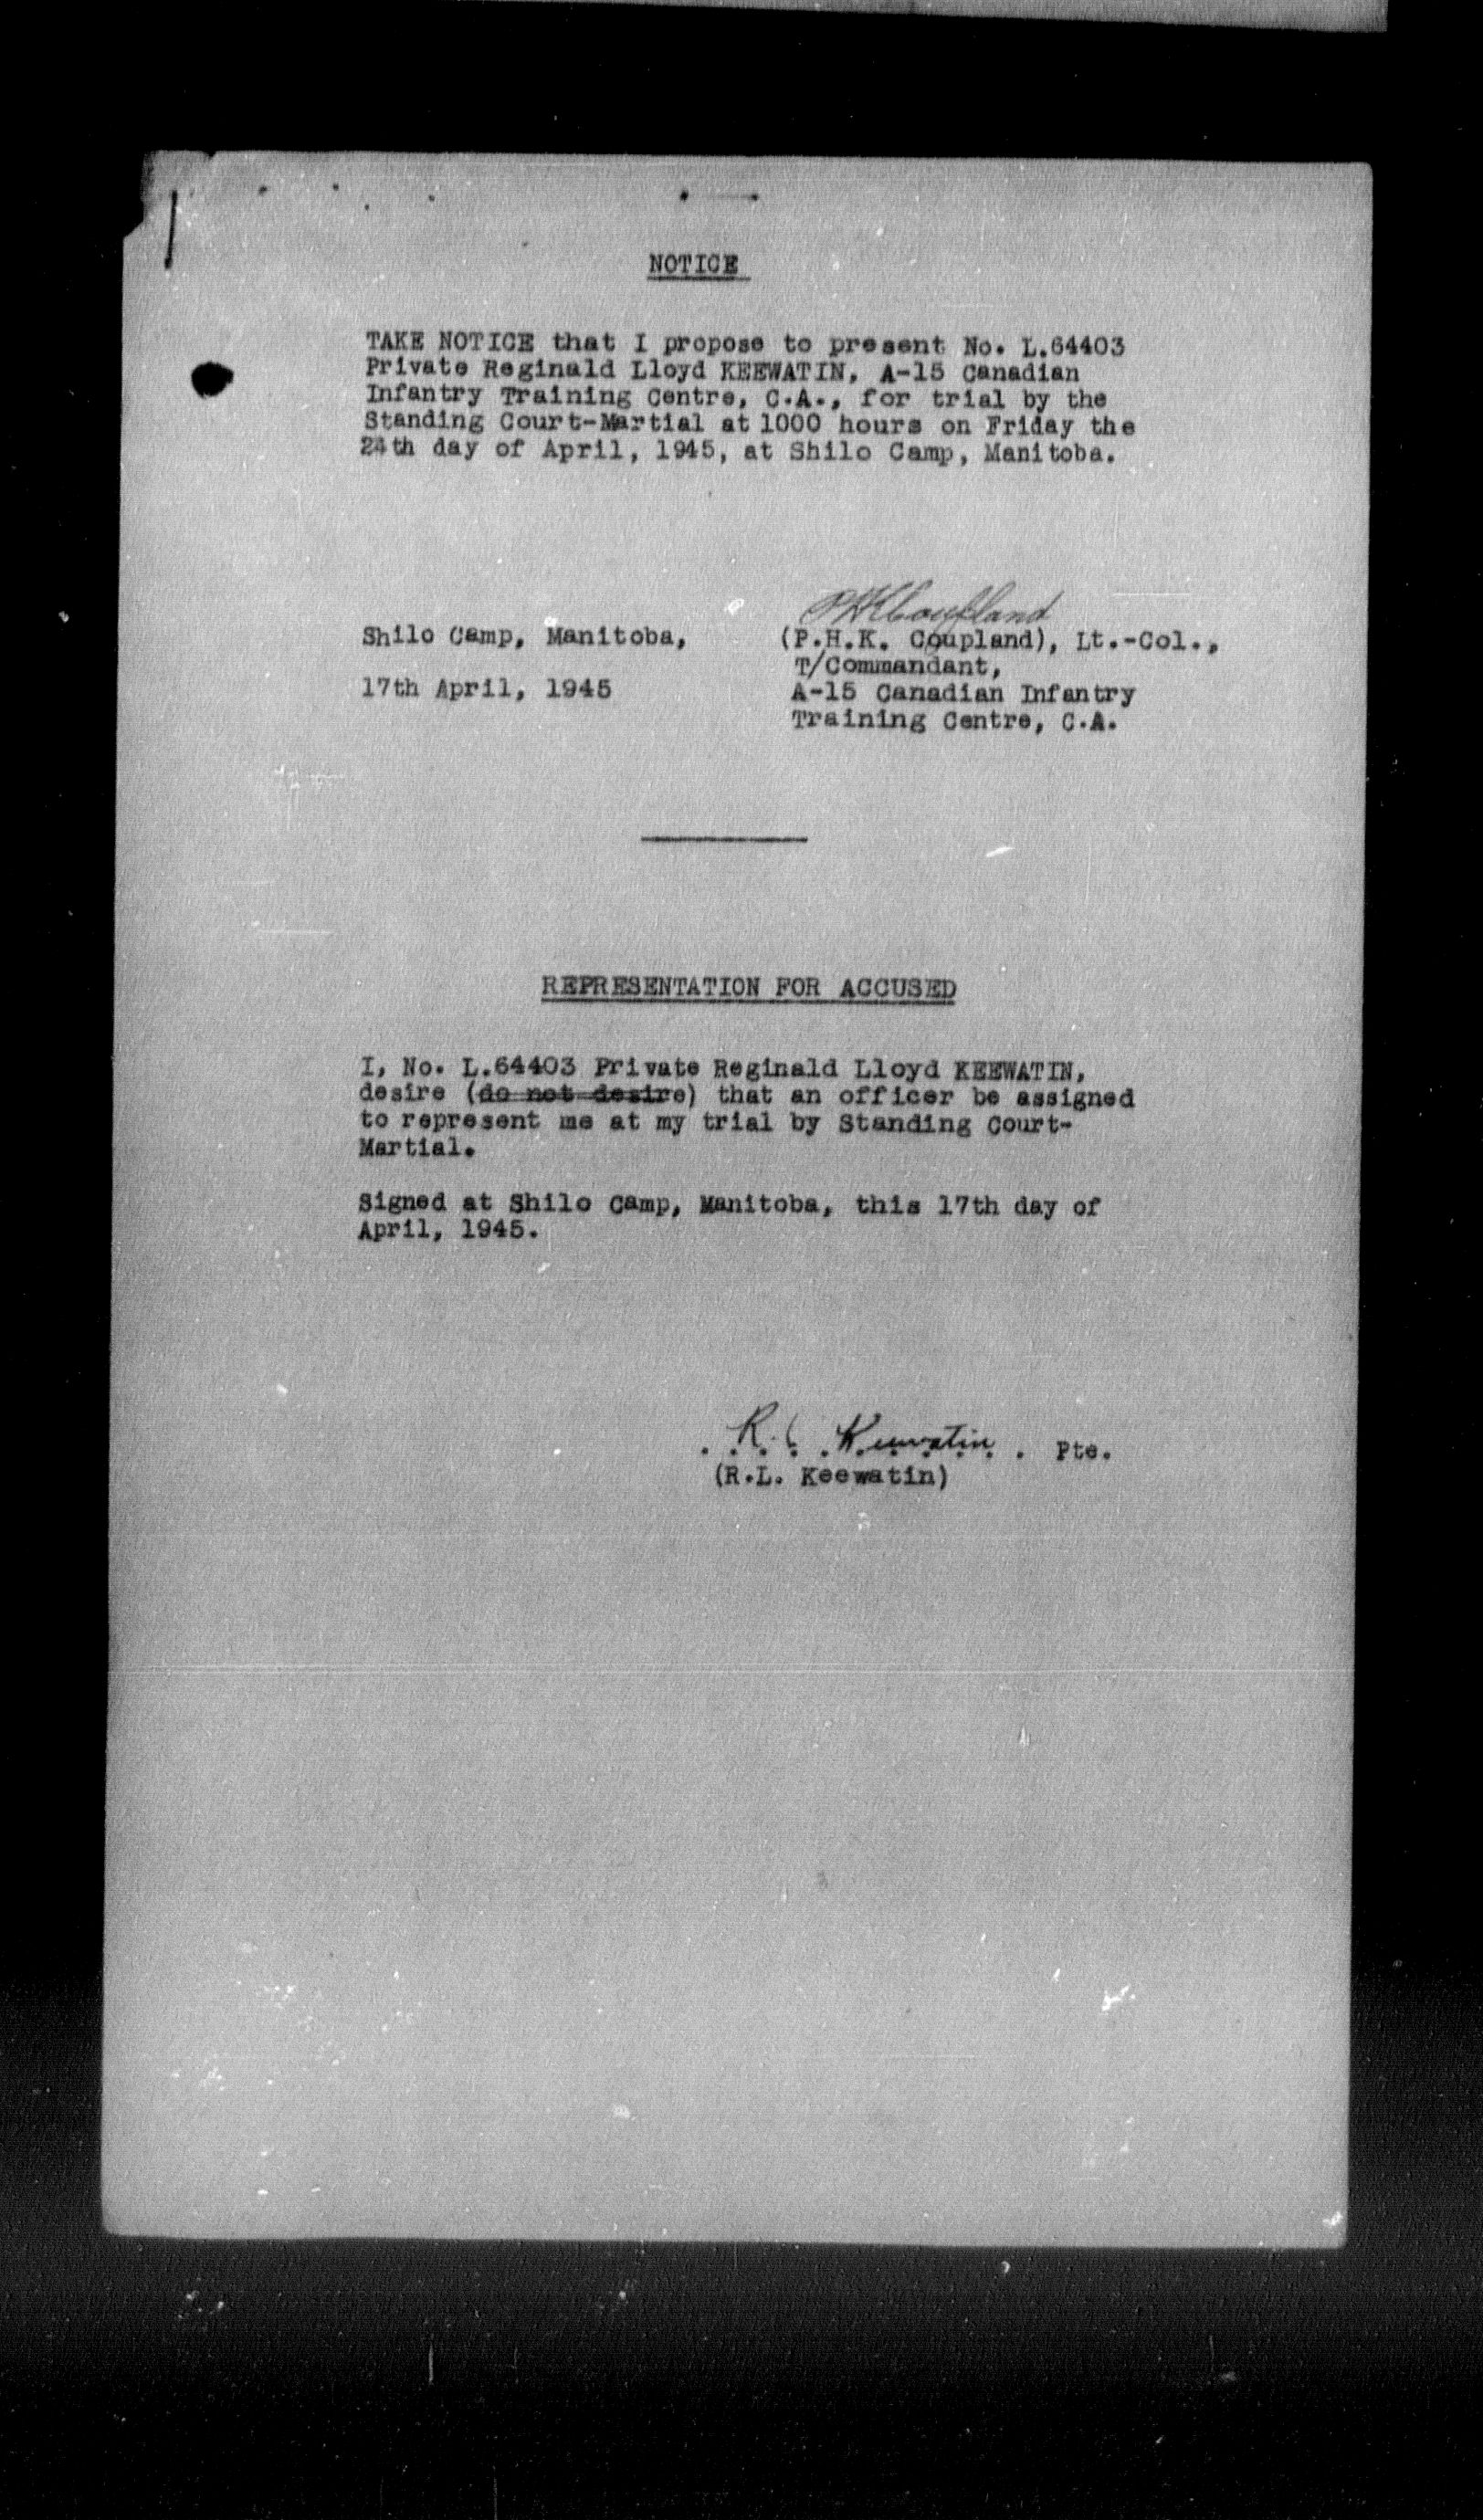 NOTICE
TAKE NOTICE that I propose to present No. L.64403
Private Reginald Lloyd KEEWATIN, A-15 Canadian
Infantry Training Centre, C.A., for trial by the
Standing Court-Martial at 1000 hours on Friday the
24th day of April, 1945, at Shilo Camp, Manitoba.
PHKCoupland
Shilo Camp, Manitoba,
17th April, 1945
(P.H.K. Coupland), Lt.-Col.,
T/Commandant,
A-15 Canadian Infantry
Training Centre, C.A.
REPRESENTATION FOR ACCUSED
I, No. L.64403 Private Reginald Lloyd KEEWATIN,
desire (do not desire) that an officer be assigned
to represent me at my trial by Standing Court-
Martial.
Signed at Shilo Camp, Manitoba, this 17th day of
April, 1945.
R. L. Keewatin . Pte.
(R.L. Keewatin)